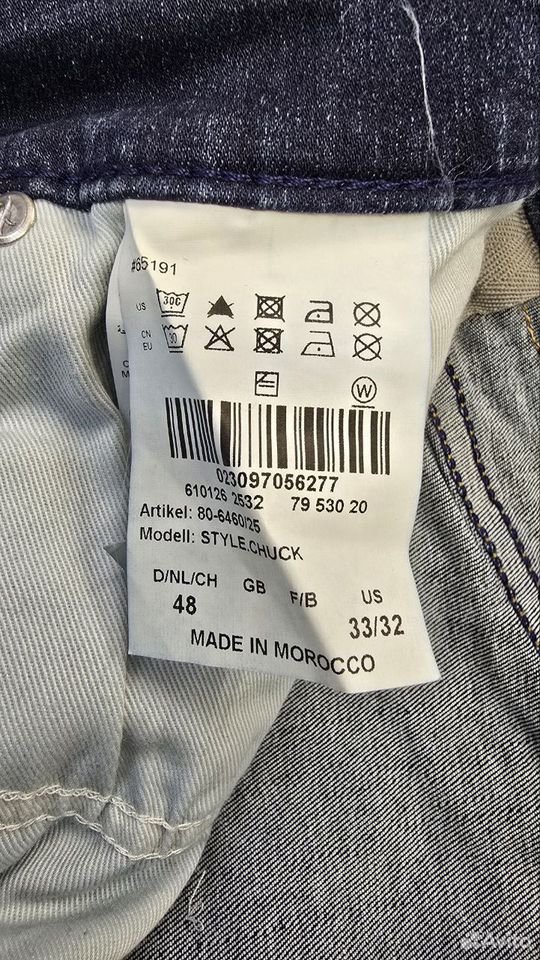 #65191
US 30C
CN
EU 30
W
023097056277
610126 2532 79 530 20
Artikel: 80-6460/25
Modell: STYLE.CHUCK
D/NL/CH GB F/B US
48 33/32
MADE IN MOROCCO
Avito